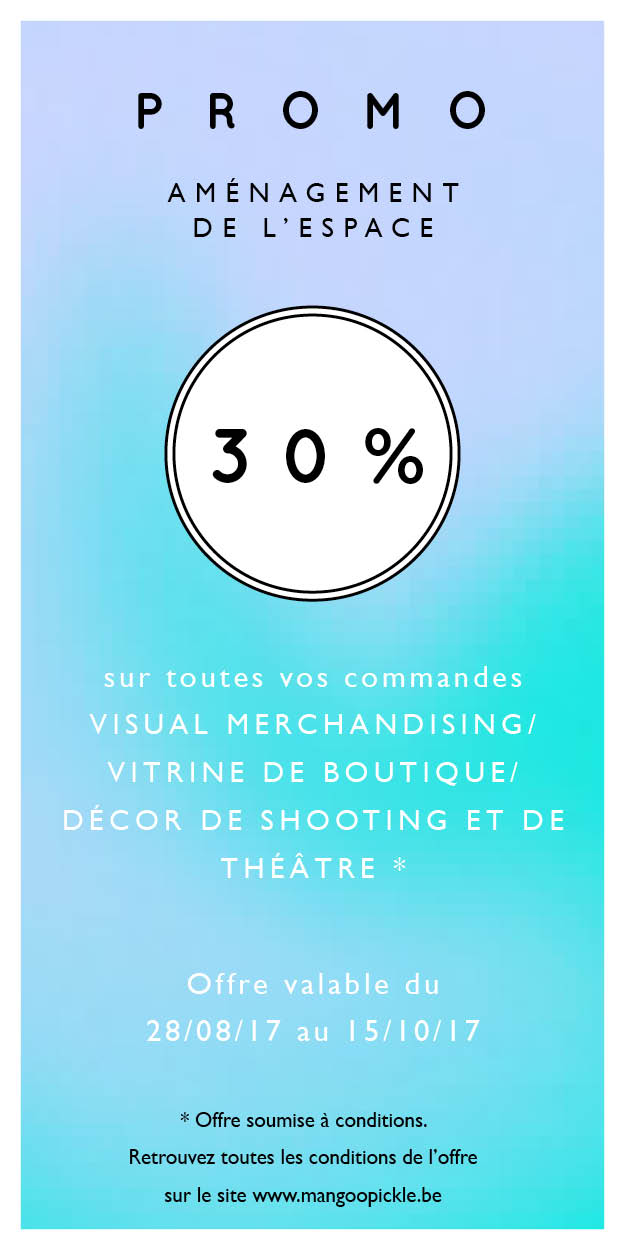 PROMO
AMÉNAGEMENT
DE L’ESPACE
30%
sur toutes vos commandes
VISUAL MERCHANDISING/
VITRINE DE BOUTIQUE/
DÉCOR DE SHOOTING ET DE
THÉÂTRE *
Offre valable du
28/08/17 au 15/10/17
* Offre soumise à conditions.
Retrouvez toutes les conditions de l’offre
sur le site www.mangoopickle.be